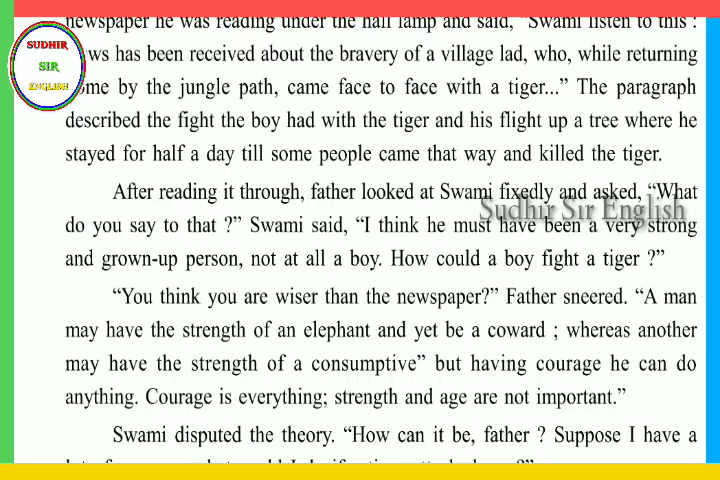 newspaper he was reading under the hall lamp and said, “Swami listen to this :
SUDHIR
SIR
ENGLISH
ws has been received about the bravery of a village lad, who, while returning
me by the jungle path, came face to face with a tiger...” The paragraph
described the fight the boy had with the tiger and his flight up a tree where he
stayed for half a day till some people came that way and killed the tiger.
After reading it through, father looked at Swami fixedly and asked, “What
Sudhir Sir English
do you say to that ?” Swami said, “I think he must have been a very strong
and grown-up person, not at all a boy. How could a boy fight a tiger ?”
“You think you are wiser than the newspaper?” Father sneered. “A man
may have the strength of an elephant and yet be a coward ; whereas another
may have the strength of a consumptive” but having courage he can do
anything. Courage is everything; strength and age are not important.”
Swami disputed the theory. “How can it be, father ? Suppose I have a